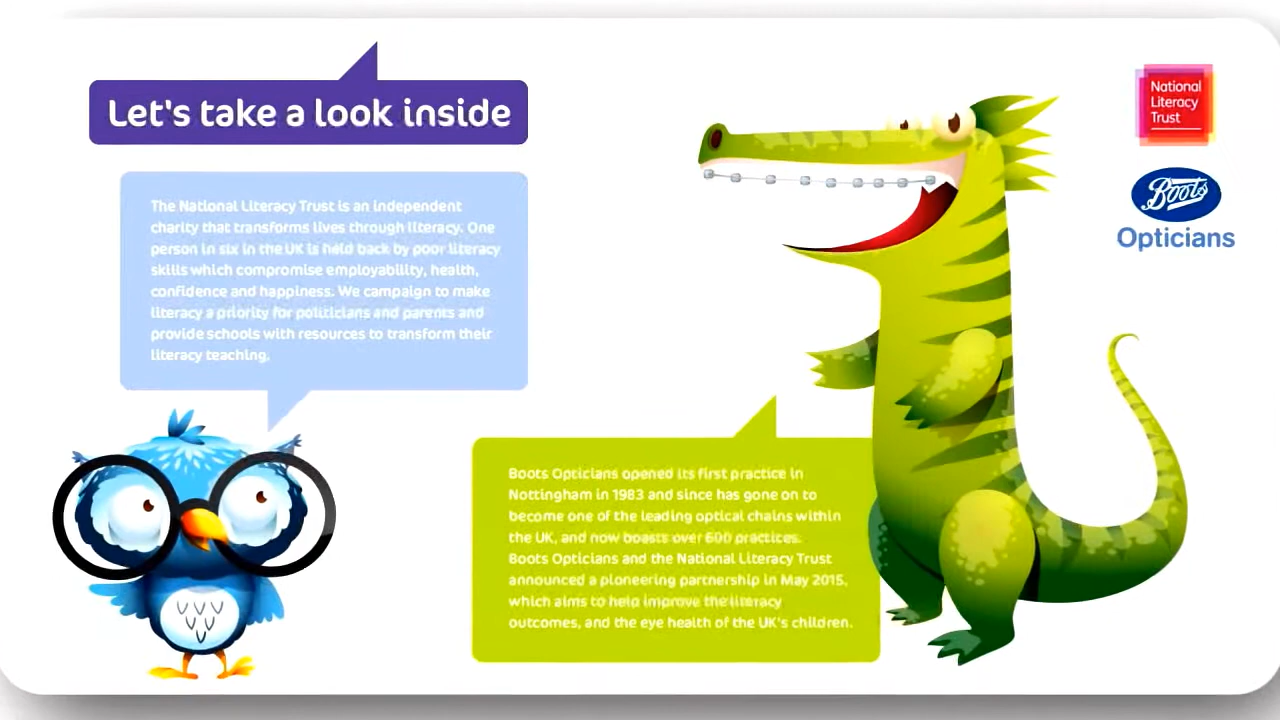 Let's take a look inside
The National Literacy Trust is an independent
charity that transforms lives through literacy. One
person in six in the UK is held back by poor literacy
skills which compromise employability, health,
confidence and happiness. We campaign to make
literacy a priority for politicians and parents and
provide schools with resources to transform their
literacy teaching.
Boots Opticians opened its first practice in
Nottingham in 1983 and since has gone on to
become one of the leading optical chains within
the UK, and now boasts over 600 practices.
Boots Opticians and the National Literacy Trust
announced a pioneering partnership in May 2015,
which aims to help improve the literacy
outcomes, and the eye health of the UK's children.
National
Literacy
Trust
Boots
Opticians